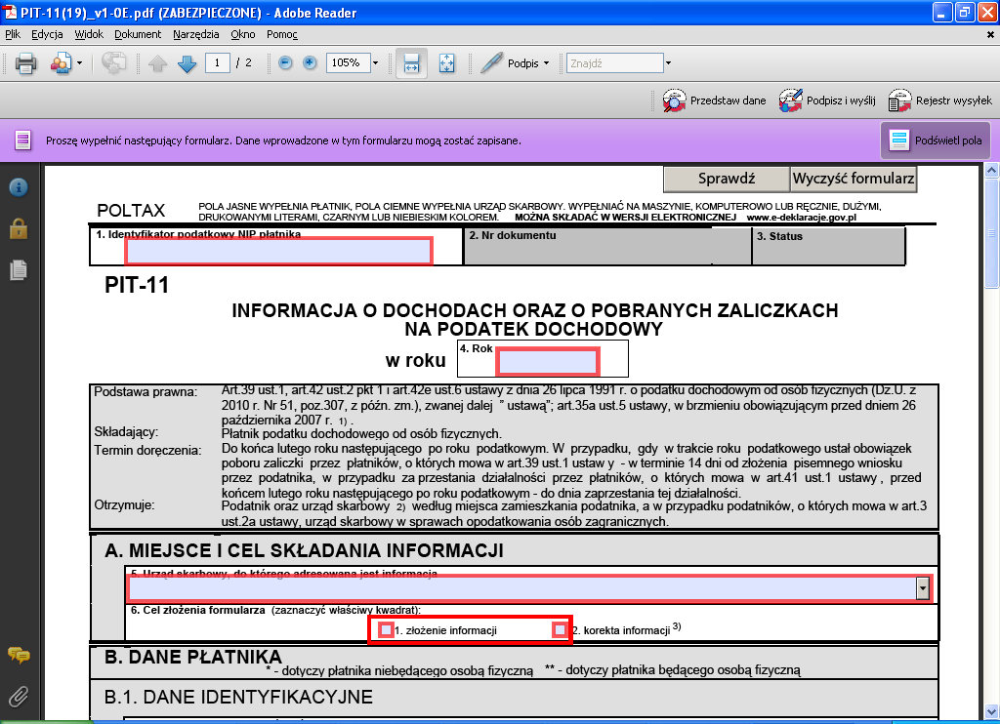 PIT-11(19)_v1-0E.pdf (ZABEZPIECZONE) - Adobe Reader
Plik Edycja Widok Dokument Narzędzia Okno Pomoc
1 / 2 105% Podpis Znajdź
Przedstaw dane Podpisz i wyślij Rejestr wysyłek
Proszę wypełnić następujący formularz. Dane wprowadzone w tym formularzu mogą zostać zapisane. Podświetl pola
Sprawdź Wyczyść formularz
POLTAX
POLA JASNE WYPEŁNIA PŁATNIK, POLA CIEMNE WYPEŁNIA URZĄD SKARBOWY. WYPEŁNIAĆ NA MASZYNIE, KOMPUTEROWO LUB RĘCZNIE, DUŻYMI,
DRUKOWANYMI LITERAMI, CZARNYM LUB NIEBIESKIM KOLOREM. MOŻNA SKŁADAĆ W WERSJI ELEKTRONICZNEJ www.e-deklaracje.gov.pl
1. Identyfikator podatkowy NIP płatnika 2. Nr dokumentu 3. Status
PIT-11
INFORMACJA O DOCHODACH ORAZ O POBRANYCH ZALICZKACH
NA PODATEK DOCHODOWY
w roku 4. Rok
Podstawa prawna: Art.39 ust.1, art.42 ust.2 pkt 1 i art.42e ust.6 ustawy z dnia 26 lipca 1991 r. o podatku dochodowym od osób fizycznych (Dz.U. z
2010 r. Nr 51, poz.307, z późn. zm.), zwanej dalej " ustawą"; art.35a ust.5 ustawy, w brzmieniu obowiązującym przed dniem 26
października 2007 r. 1) .
Składający: Płatnik podatku dochodowego od osób fizycznych.
Termin doręczenia: Do końca lutego roku następującego po roku podatkowym. W przypadku, gdy w trakcie roku podatkowego ustał obowiązek
poboru zaliczki przez płatników, o których mowa w art.39 ust.1 ustaw y - w terminie 14 dni od złożenia pisemnego wniosku
przez podatnika, w przypadku za przestania działalności przez płatników, o których mowa w art.41 ust.1 ustawy , przed
końcem lutego roku następującego po roku podatkowym - do dnia zaprzestania tej działalności.
Otrzymuje: Podatnik oraz urząd skarbowy 2) według miejsca zamieszkania podatnika, a w przypadku podatników, o których mowa w art.3
ust.2a ustawy, urząd skarbowy w sprawach opodatkowania osób zagranicznych.
A. MIEJSCE I CEL SKŁADANIA INFORMACJI
5. Urząd skarbowy, do którego adresowana jest informacja
6. Cel złożenia formularza (zaznaczyć właściwy kwadrat):
1. złożenie informacji 2. korekta informacji 3)
B. DANE PŁATNIKA
* - dotyczy płatnika niebędącego osobą fizyczną ** - dotyczy płatnika będącego osobą fizyczną
B.1. DANE IDENTYFIKACYJNE